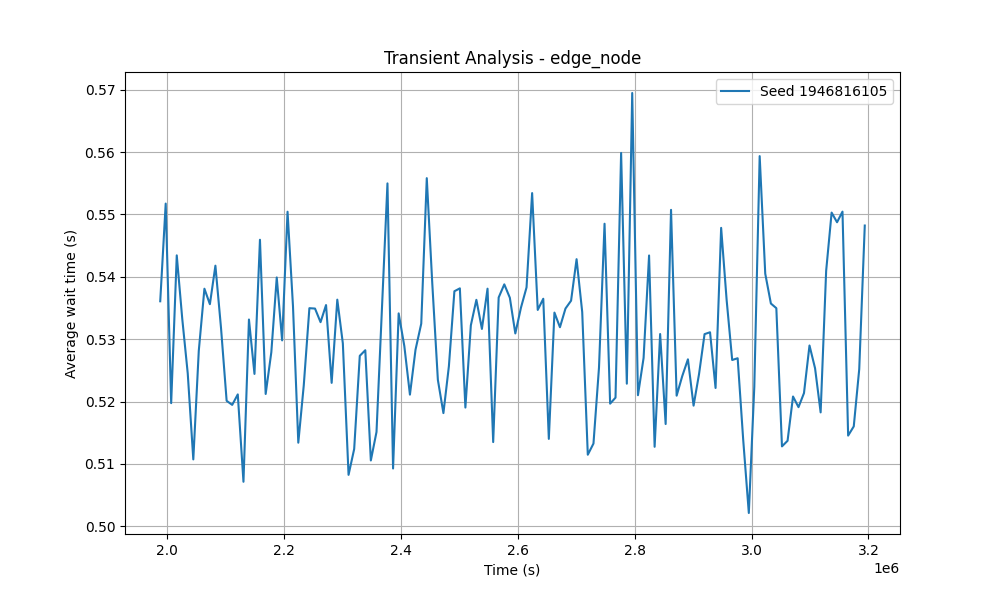 Transient Analysis - edge_node
Seed 1946816105
Average wait time (s)
0.57
0.56
0.55
0.54
0.53
0.52
0.51
0.50
2.0 2.2 2.4 2.6 2.8 3.0 3.2
1e6
Time (s)